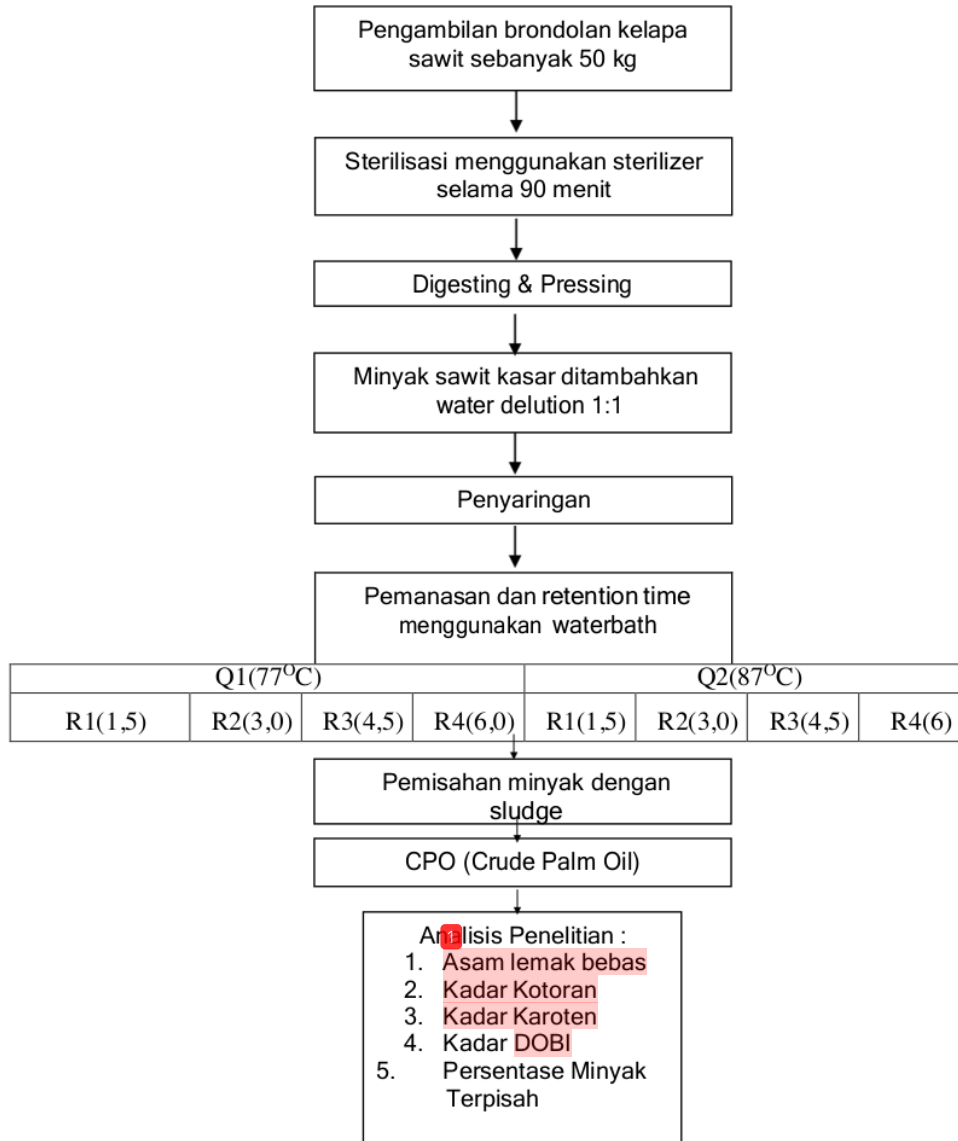 Pengambilan brondolan kelapa
sawit sebanyak 50 kg
Sterilisasi menggunakan sterilizer
selama 90 menit
Digesting & Pressing
Minyak sawit kasar ditambahkan
water delution 1:1
Penyaringan
Pemanasan dan retention time
menggunakan waterbath
Q1(77⁰C) Q2(87⁰C)
R1(1,5) R2(3,0) R3(4,5) R4(6,0) R1(1,5) R2(3,0) R3(4,5) R4(6)
Pemisahan minyak dengan
sludge
CPO (Crude Palm Oil)
Analisis Penelitian :
1
1. Asam lemak bebas
2. Kadar Kotoran
3. Kadar Karoten
4. Kadar DOBI
5. Persentase Minyak
Terpisah